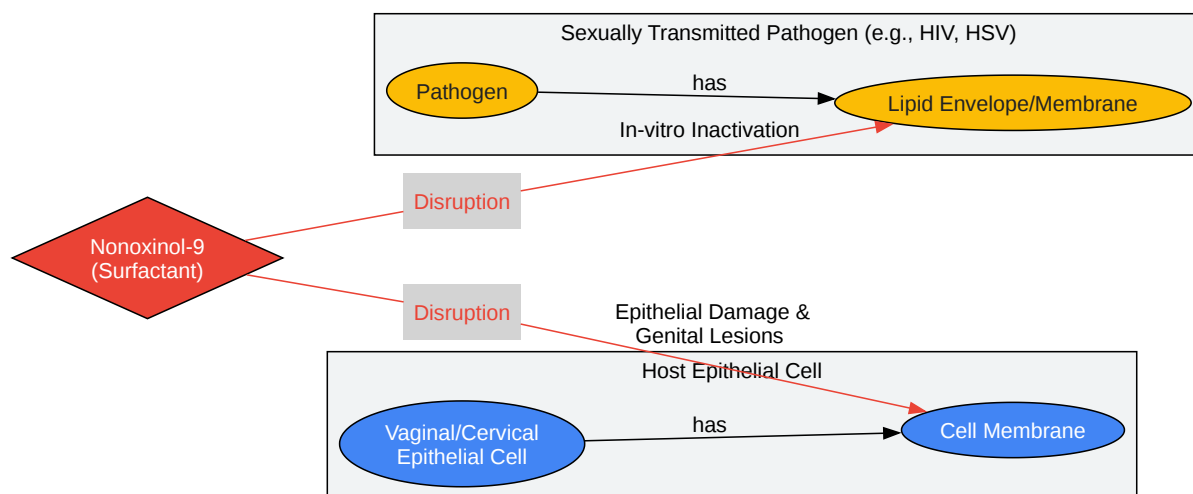 Sexually Transmitted Pathogen (e.g., HIV, HSV)
Pathogen
has
Lipid Envelope/Membrane
In-vitro Inactivation
Disruption
Nonoxinol-9
(Surfactant)
Disruption
Epithelial Damage &
Genital Lesions
Host Epithelial Cell
Vaginal/Cervical
Epithelial Cell
has
Cell Membrane